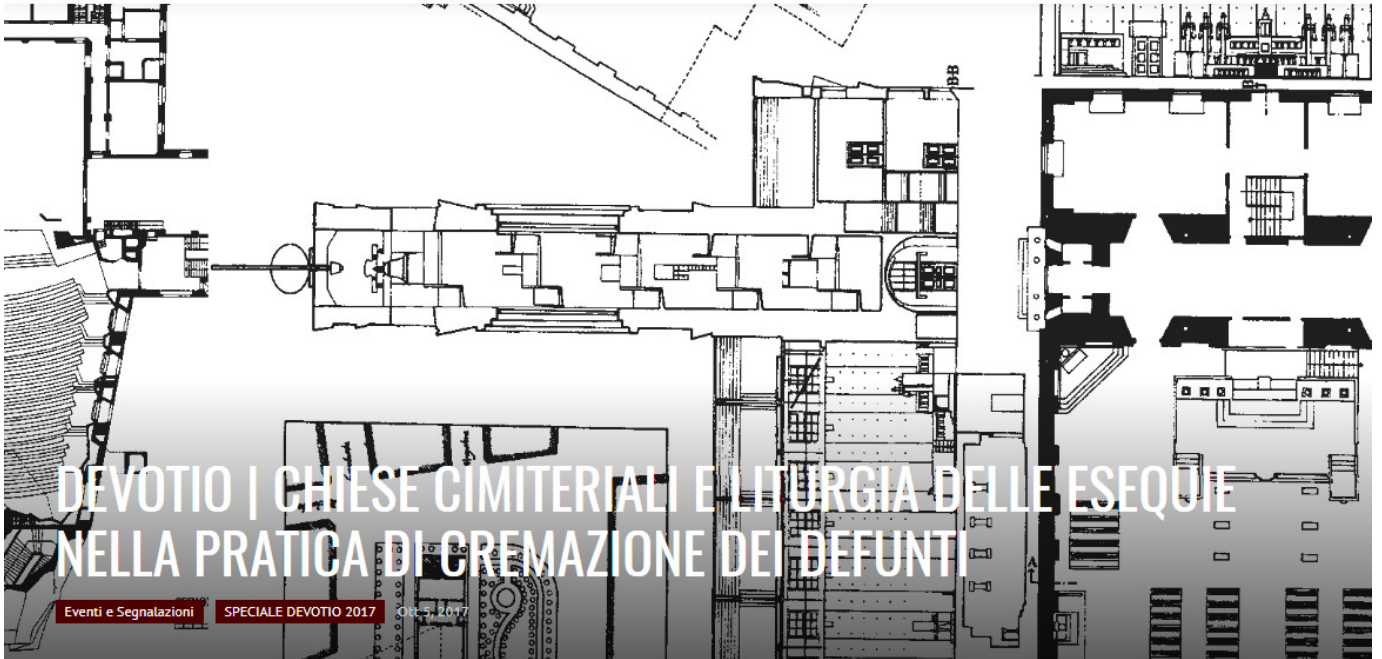 DEVOTIO | CHIESE CIMITERIALI E LITURGIA DELLE ESEQUIE
NELLA PRATICA DI CREMAZIONE DEI DEFUNTI
Eventi e Segnalazioni SPECIALE DEVOTIO 2017 Ott 5, 2017
A